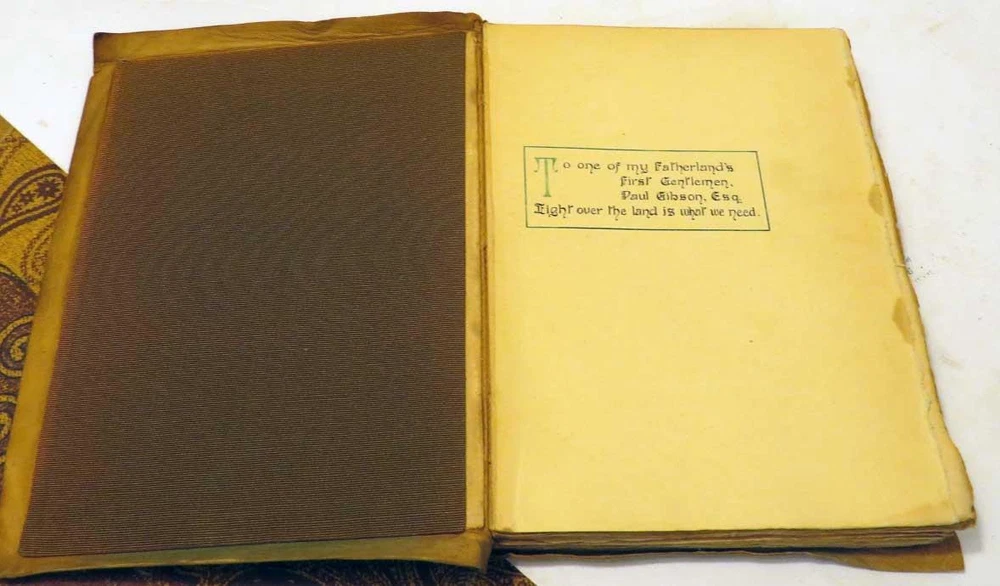 To one of my Fatherland's
First Gentlemen,
Paul Gibson, Esq.
Light over the land is what we need.